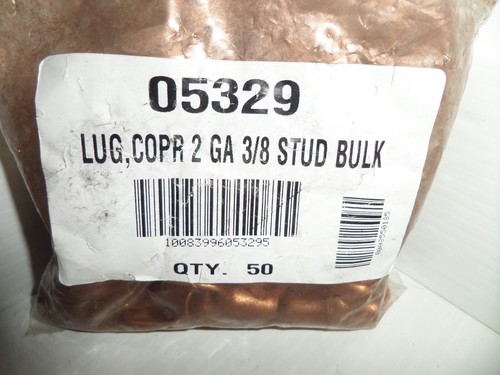 05329
LUG,COPR 2 GA 3/8 STUD BULK
10083996053295
QTY. 50